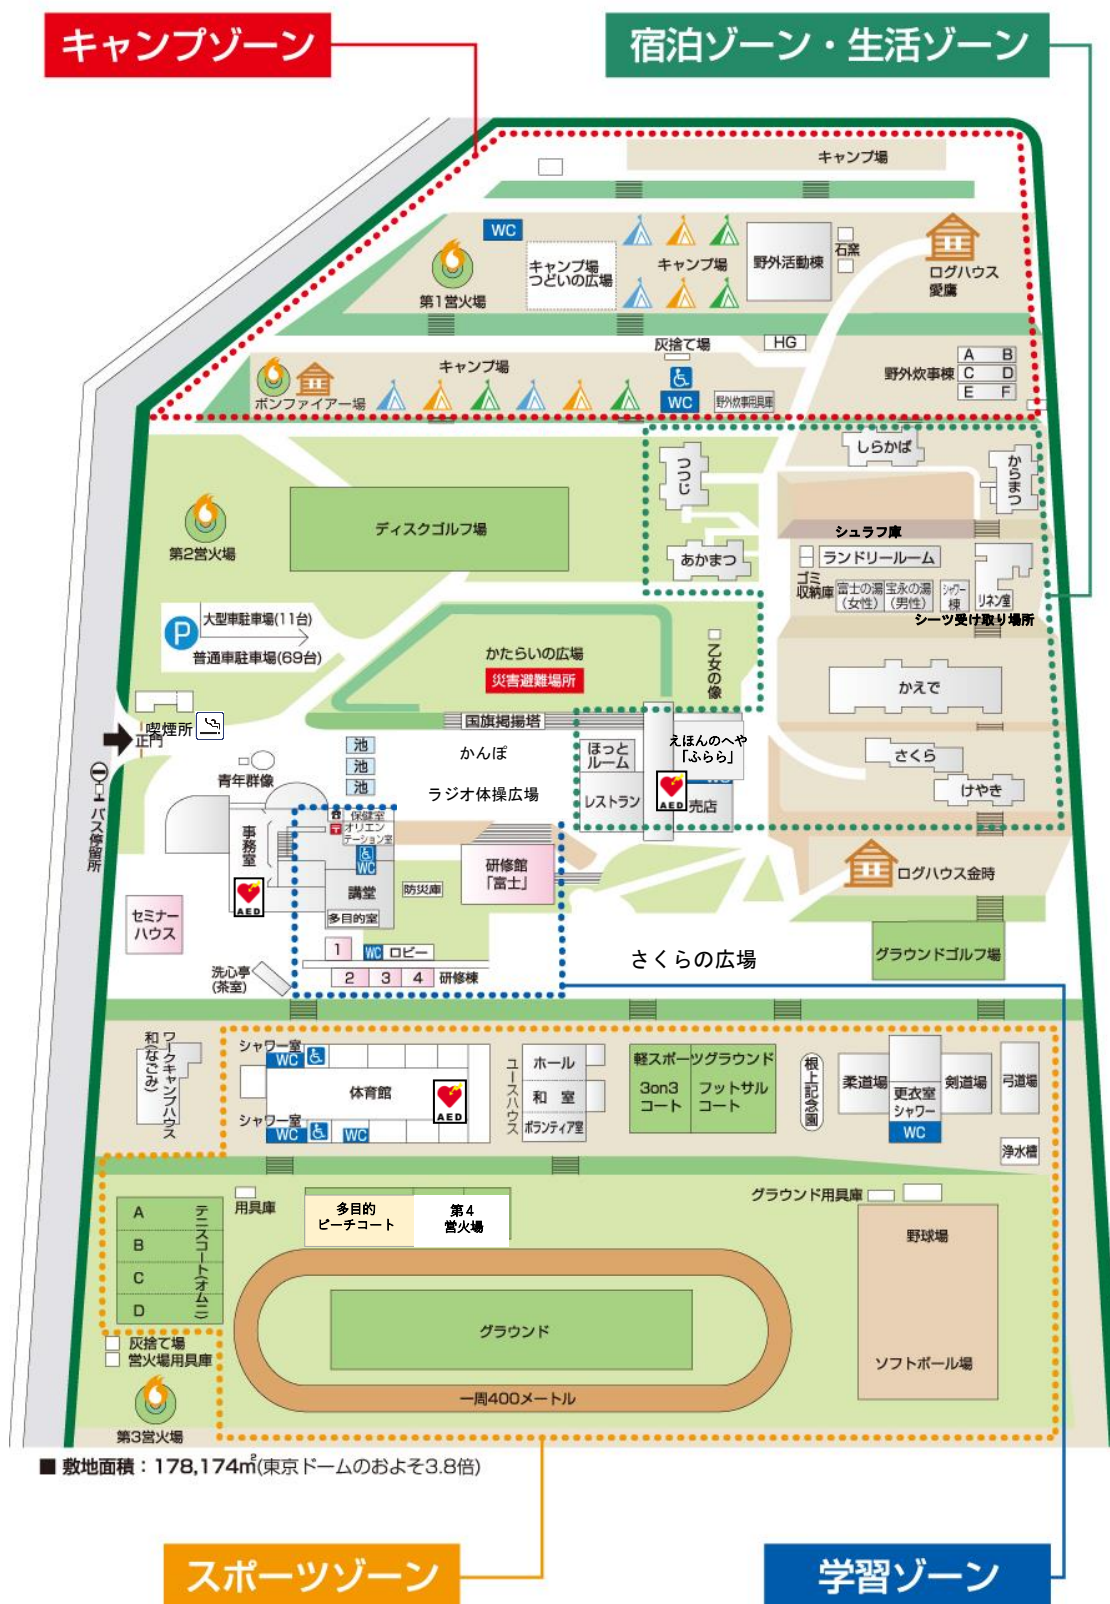 キャンプゾーン
宿泊ゾーン・生活ゾーン
キャンプ場
WC
キャンプ場
つどいの広場
キャンプ場
野外活動棟
石窯
ログハウス
愛鷹
第1営火場
灰捨て場
HG
キャンプ場
野外炊事棟
A B
C D
E F
ボンファイアー場
WC
野外炊事用具庫
つつじ
しらかば
からまつ
ディスクゴルフ場
第2営火場
あかまつ
シュラフ庫
ランドリールーム
ゴミ
収納庫
富士の湯
(女性)
宝永の湯
(男性)
シャワー
棟
リネン室
シーツ受け取り場所
P
大型車駐車場(11台)
普通車駐車場(69台)
かたらいの広場
災害避難場所
乙女の像
かえで
喫煙所
正門
国旗掲揚塔
かんぽ
ラジオ体操広場
池
池
池
ほっと
ルーム
えほんのへや
「ふらら」
WC
レストラン
AED
売店
さくら
けやき
青年群像
バス停留所
事務室
AED
保健室
オリエン
テーション室
WC
講堂
多目的室
防災庫
研修館
「富士」
ログハウス金時
セミナー
ハウス
1
WC
ロビー
2
3
4
研修棟
洗心亭
(茶室)
さくらの広場
グラウンドゴルフ場
ワークキャンプハウス
和(なごみ)
シャワー室
WC
体育館
AED
シャワー室
WC
WC
ユースハウス
ホール
和 室
ボランティア室
軽スポーツグラウンド
3on3
コート
フットサル
コート
根上記念園
柔道場
更衣室
シャワー
WC
剣道場
弓道場
浄水槽
用具庫
多目的
ビーチコート
第4
営火場
グラウンド用具庫
A
B
C
D
テニスコート(オムニ)
野球場
グラウンド
灰捨て場
営火場用具庫
ソフトボール場
一周400メートル
第3営火場
■ 敷地面積：178,174㎡(東京ドームのおよそ3.8倍)
スポーツゾーン
学習ゾーン